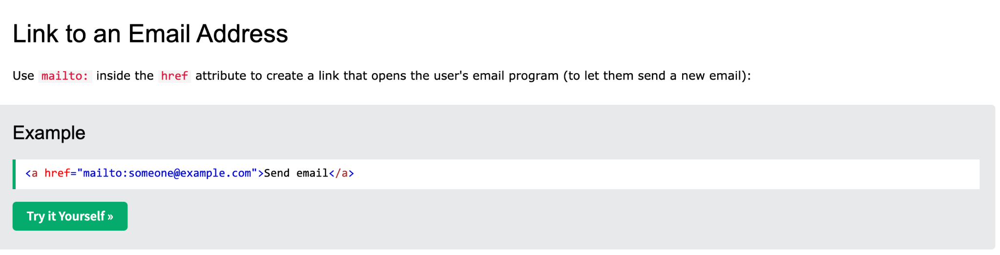 Link to an Email Address
Use mailto: inside the href attribute to create a link that opens the user's email program (to let them send a new email):
Example
<a href="mailto:someone@example.com">Send email</a>
Try it Yourself »